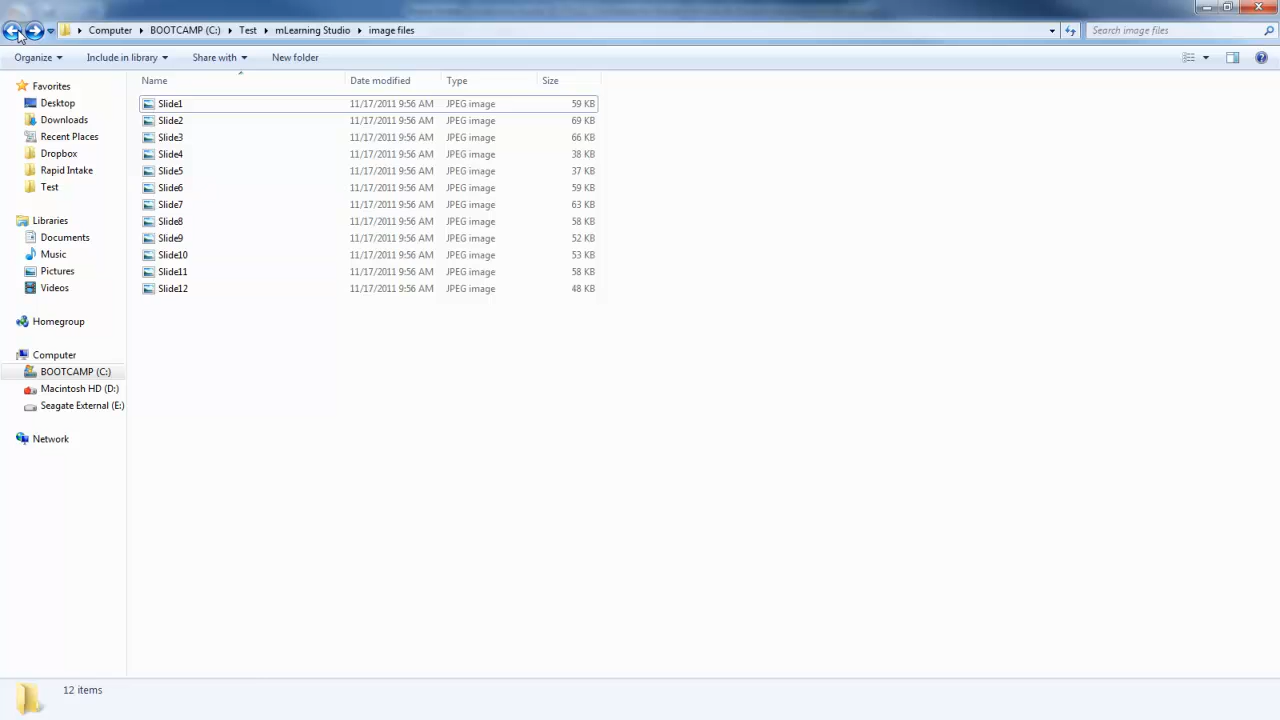 Computer BOOTCAMP (C:) Test mLearning Studio image files Search image files
Organize Include in library Share with New folder
Name Date modified Type Size
Favorites
Desktop
Downloads
Recent Places
Dropbox
Rapid Intake
Test
Libraries
Documents
Music
Pictures
Videos
Homegroup
Computer
BOOTCAMP (C:)
Macintosh HD (D:)
Seagate External (E:)
Network
Slide1 11/17/2011 9:56 AM JPEG image 59 KB
Slide2 11/17/2011 9:56 AM JPEG image 69 KB
Slide3 11/17/2011 9:56 AM JPEG image 66 KB
Slide4 11/17/2011 9:56 AM JPEG image 38 KB
Slide5 11/17/2011 9:56 AM JPEG image 37 KB
Slide6 11/17/2011 9:56 AM JPEG image 59 KB
Slide7 11/17/2011 9:56 AM JPEG image 63 KB
Slide8 11/17/2011 9:56 AM JPEG image 58 KB
Slide9 11/17/2011 9:56 AM JPEG image 52 KB
Slide10 11/17/2011 9:56 AM JPEG image 53 KB
Slide11 11/17/2011 9:56 AM JPEG image 58 KB
Slide12 11/17/2011 9:56 AM JPEG image 48 KB
12 items